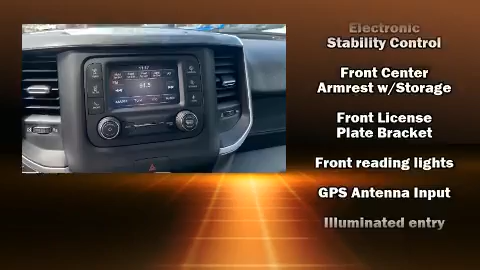 Electronic
Stability Control
Front Center
Armrest w/Storage
Front License
Plate Bracket
Front reading lights
GPS Antenna Input
Illuminated entry